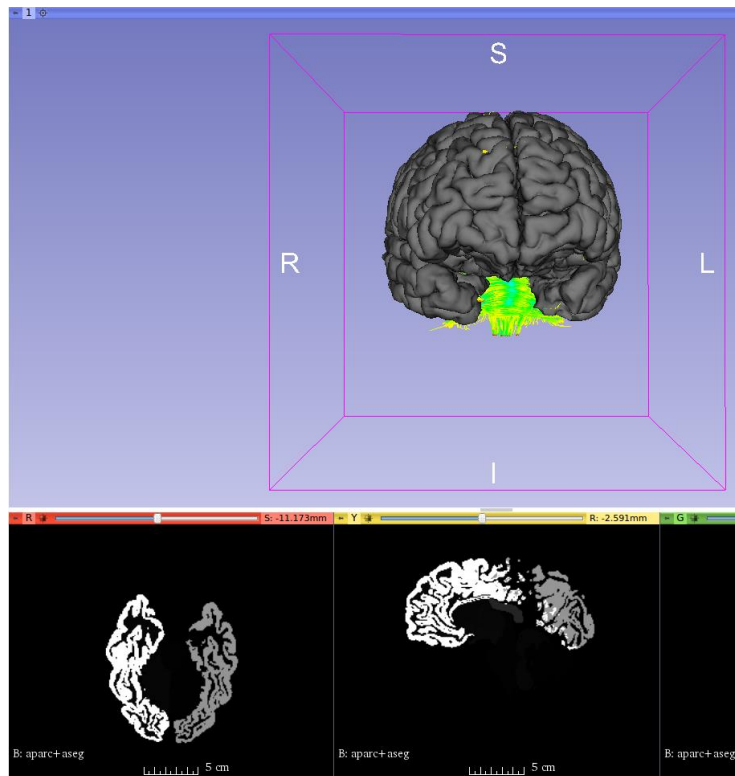 1
S
R
L
I
R
S: -11.173mm
Y
R: -2.591mm
G
B: aparc+aseg
5 cm
B: aparc+aseg
5 cm
B: aparc+aseg